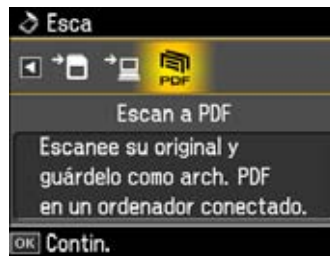 Esca
PDF
Escan a PDF
Escanee su original y
guárdelo como arch. PDF
en un ordenador conectado.
OK Contin.